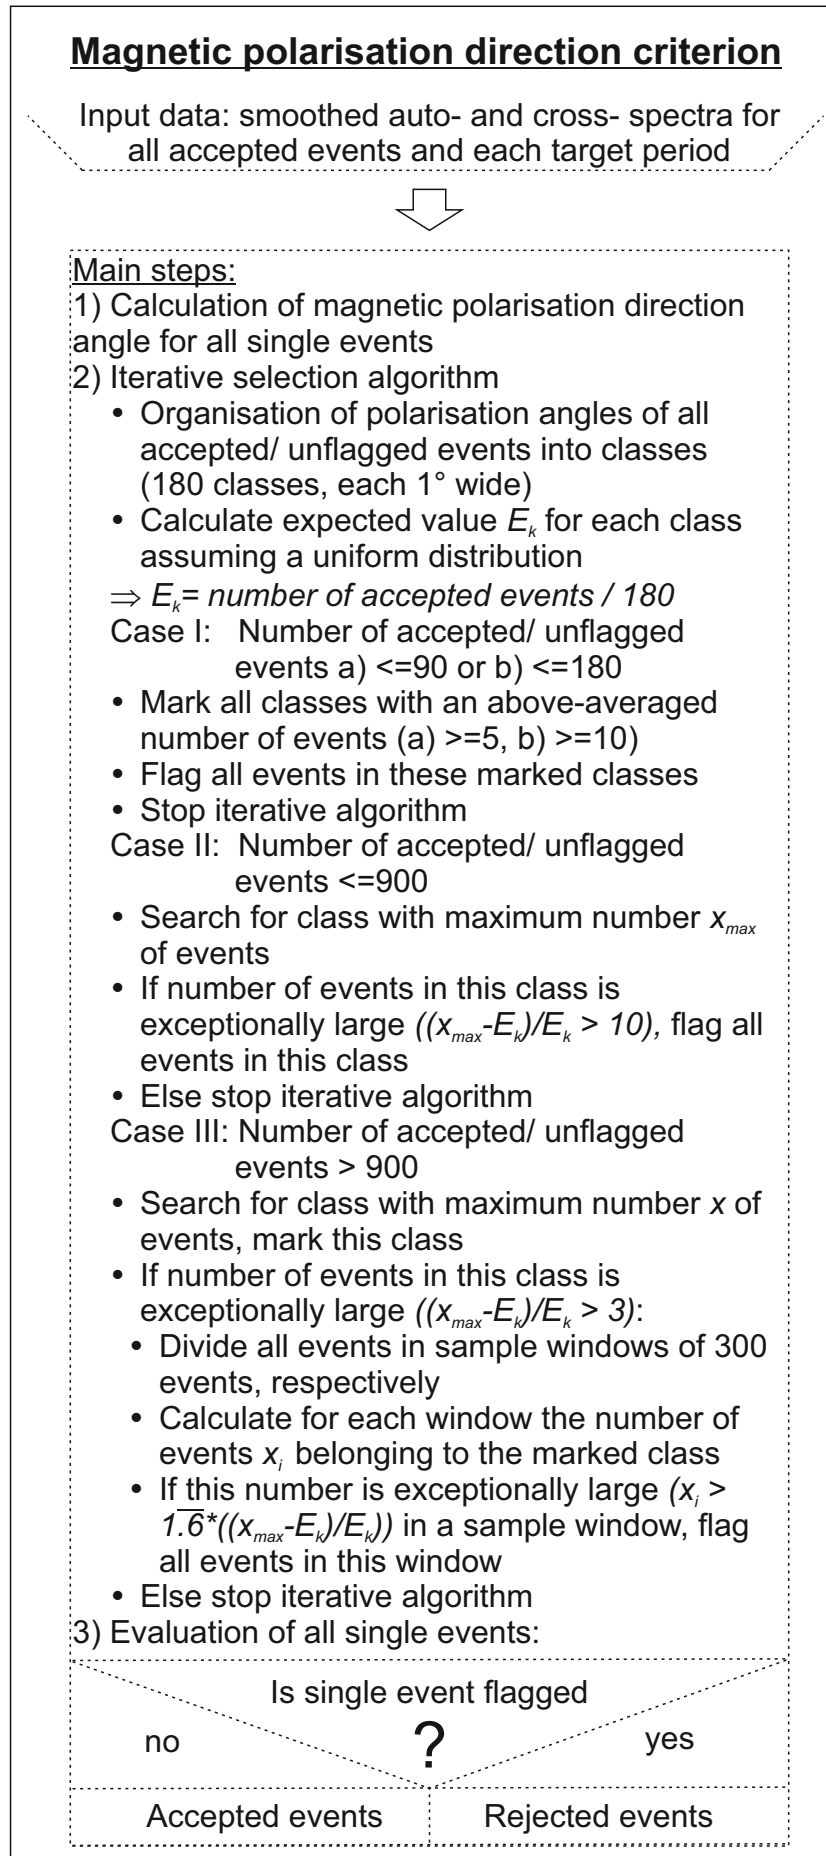 Magnetic polarisation direction criterion
Input data: smoothed auto- and cross- spectra for
all accepted events and each target period
Main steps:
1) Calculation of magnetic polarisation direction
angle for all single events
2) Iterative selection algorithm
• Organisation of polarisation angles of all
accepted/ unflagged events into classes
(180 classes, each 1° wide)
• Calculate expected value E_k for each class
assuming a uniform distribution
⇒ E_k= number of accepted events / 180
Case I: Number of accepted/ unflagged
events a) <=90 or b) <=180
• Mark all classes with an above-averaged
number of events (a) >=5, b) >=10)
• Flag all events in these marked classes
• Stop iterative algorithm
Case II: Number of accepted/ unflagged
events <=900
• Search for class with maximum number x_max
of events
• If number of events in this class is
exceptionally large ((x_max-E_k)/E_k > 10), flag all
events in this class
• Else stop iterative algorithm
Case III: Number of accepted/ unflagged
events > 900
• Search for class with maximum number x of
events, mark this class
• If number of events in this class is
exceptionally large ((x_max-E_k)/E_k > 3):
• Divide all events in sample windows of 300
events, respectively
• Calculate for each window the number of
events x_i belonging to the marked class
• If this number is exceptionally large (x_i >
1.6̅*((x_max-E_k)/E_k)) in a sample window, flag
all events in this window
• Else stop iterative algorithm
3) Evaluation of all single events:
Is single event flagged
no ? yes
Accepted events Rejected events